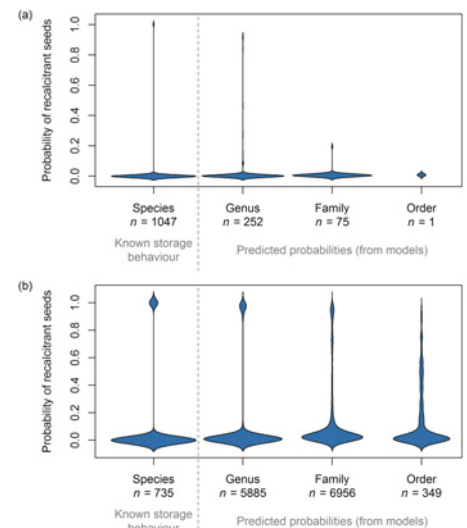 (a)
Probability of recalcitrant seeds
1.0
0.8
0.6
0.4
0.2
0.0
Species Genus Family Order
n = 1047 n = 252 n = 75 n = 1
Known storage Predicted probabilities (from models)
behaviour
(b)
Probability of recalcitrant seeds
1.0
0.8
0.6
0.4
0.2
0.0
Species Genus Family Order
n = 735 n = 5885 n = 6956 n = 349
Known storage Predicted probabilities (from models)
behaviour